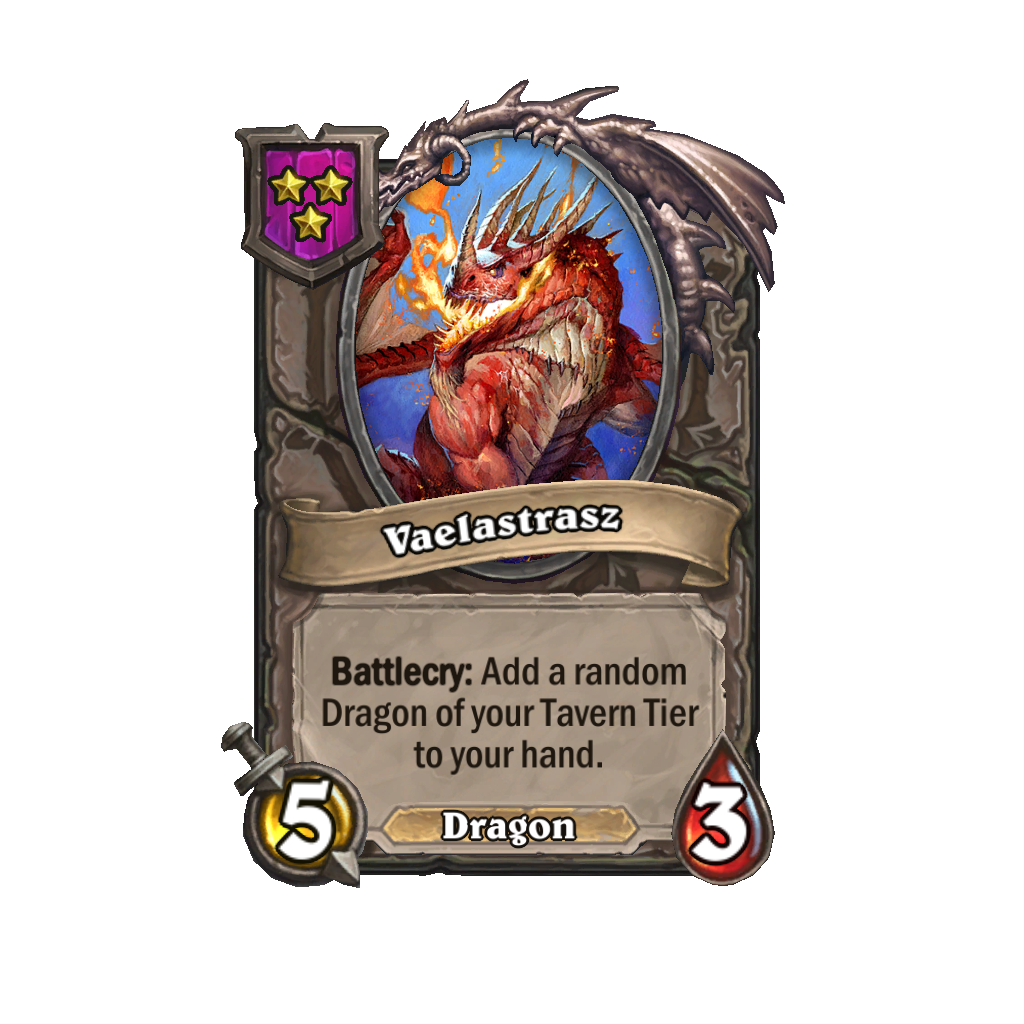 Vaelastrasz
Battlecry: Add a random
Dragon of your Tavern Tier
to your hand.
5
Dragon
3